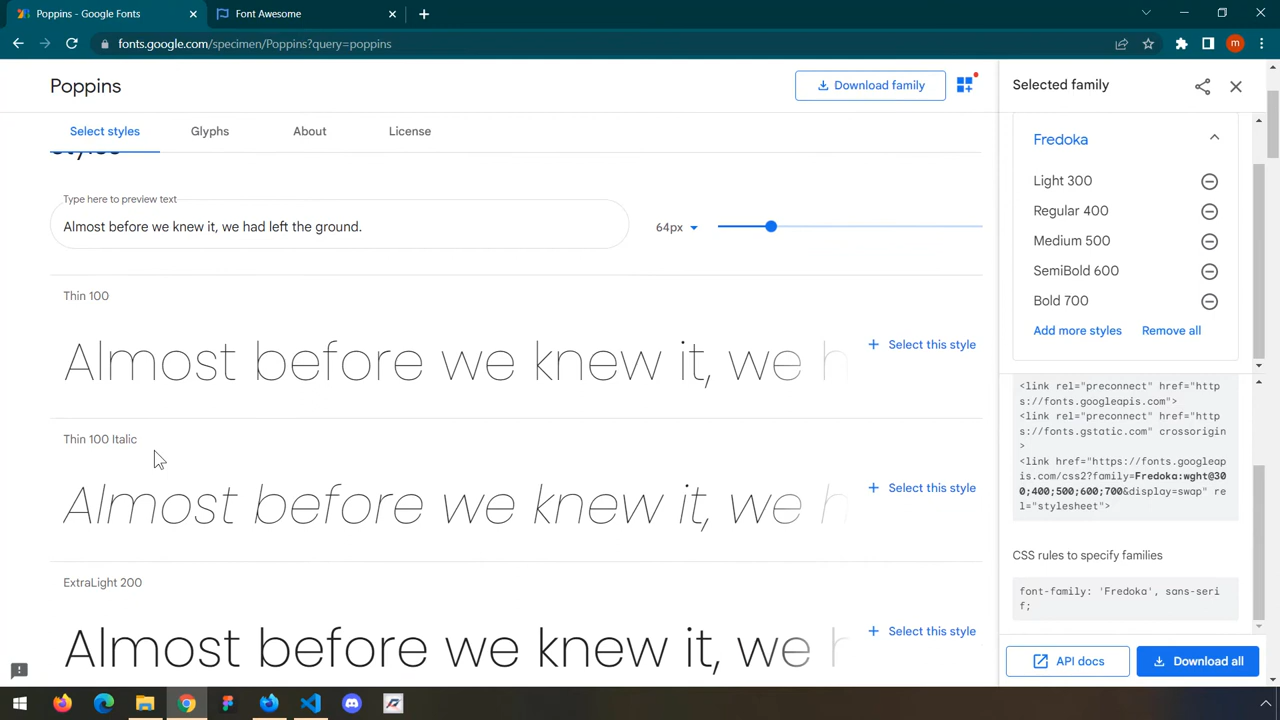 Poppins - Google Fonts
Font Awesome
fonts.google.com/specimen/Poppins?query=poppins
m
Poppins
Download family
Selected family
Select styles
Glyphs
About
License
Styles
Type here to preview text
Almost before we knew it, we had left the ground.
64px
Thin 100
Almost before we knew it, we h
Select this style
Thin 100 Italic
Almost before we knew it, we h
Select this style
ExtraLight 200
Almost before we knew it, we h
Select this style
Fredoka
Light 300
Regular 400
Medium 500
SemiBold 600
Bold 700
Add more styles
Remove all
<link rel="preconnect" href="http
s://fonts.googleapis.com">
<link rel="preconnect" href="http
s://fonts.gstatic.com" crossorigin
>
<link href="https://fonts.googleap
is.com/css2?family=Fredoka:wght@30
0;400;500;600;700&display=swap" re
l="stylesheet">
CSS rules to specify families
font-family: 'Fredoka', sans-seri
f;
API docs
Download all